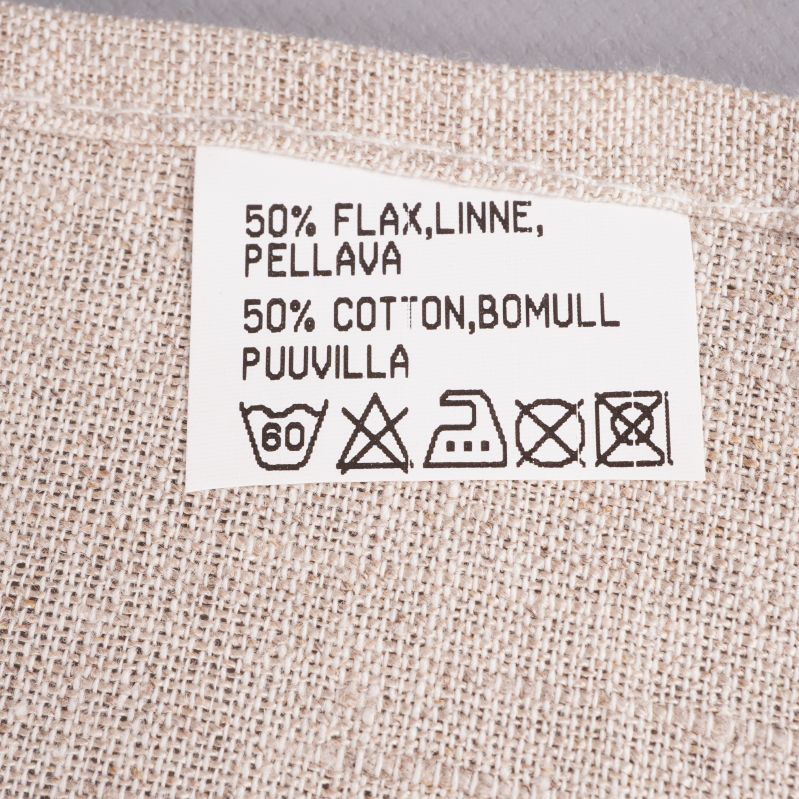 50% FLAX,LINNE,
PELLAVA
50% COTTON,BOMULL
PUUVILLA
60